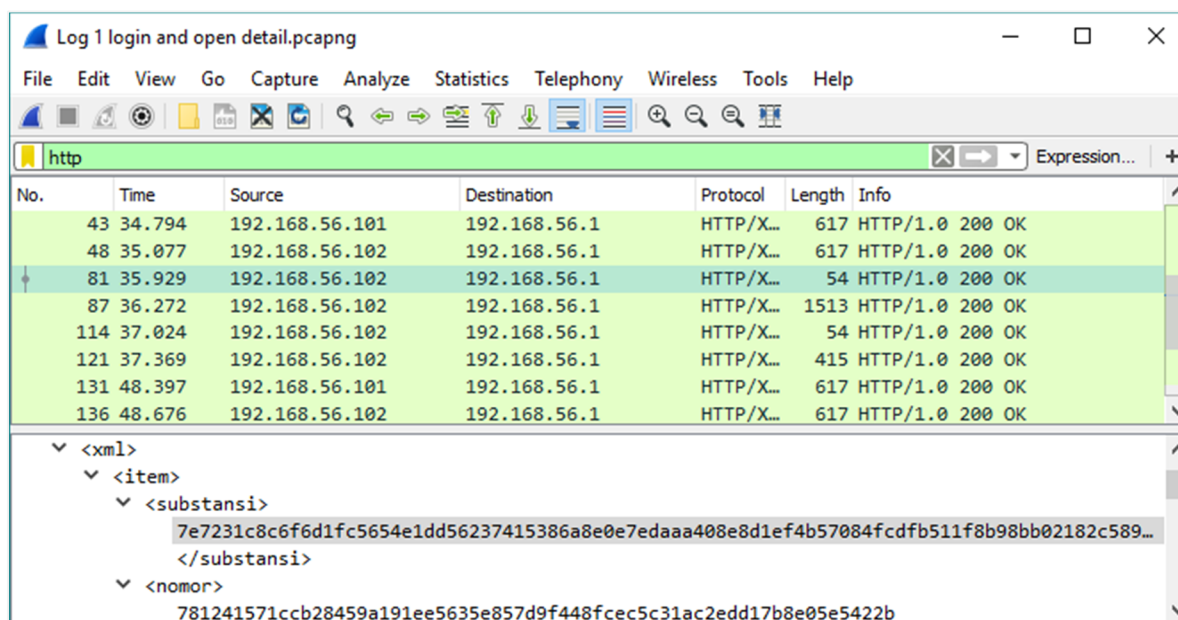 Log 1 login and open detail.pcapng
File Edit View Go Capture Analyze Statistics Telephony Wireless Tools Help
http Expression... +
No. Time Source Destination Protocol Length Info
43 34.794 192.168.56.101 192.168.56.1 HTTP/X... 617 HTTP/1.0 200 OK
48 35.077 192.168.56.102 192.168.56.1 HTTP/X... 617 HTTP/1.0 200 OK
81 35.929 192.168.56.102 192.168.56.1 HTTP/X... 54 HTTP/1.0 200 OK
87 36.272 192.168.56.102 192.168.56.1 HTTP/X... 1513 HTTP/1.0 200 OK
114 37.024 192.168.56.102 192.168.56.1 HTTP/X... 54 HTTP/1.0 200 OK
121 37.369 192.168.56.102 192.168.56.1 HTTP/X... 415 HTTP/1.0 200 OK
131 48.397 192.168.56.101 192.168.56.1 HTTP/X... 617 HTTP/1.0 200 OK
136 48.676 192.168.56.102 192.168.56.1 HTTP/X... 617 HTTP/1.0 200 OK
<xml>
<item>
<substansi>
7e7231c8c6f6d1fc5654e1dd56237415386a8e0e7edaaa408e8d1ef4b57084fcdfb511f8b98bb02182c589...
</substansi>
<nomor>
781241571ccb28459a191ee5635e857d9f448fcec5c31ac2edd17b8e05e5422b